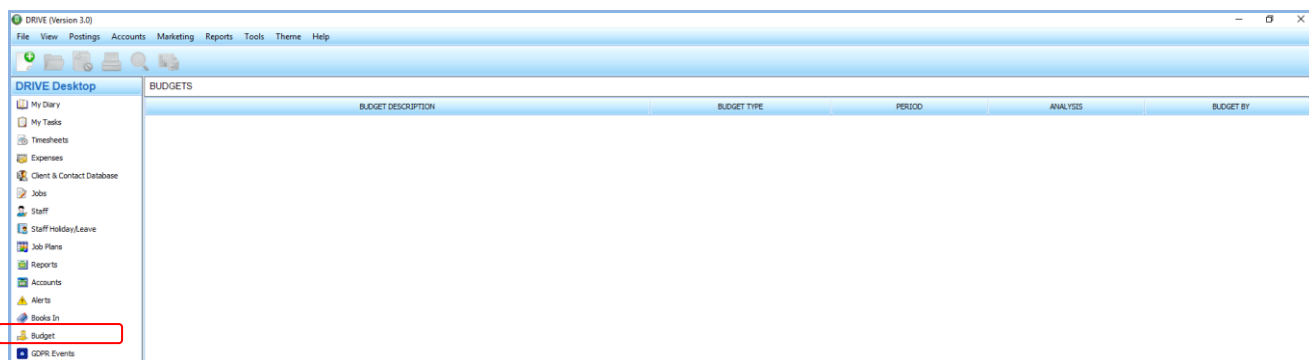 DRIVE (Version 3.0)
File View Postings Accounts Marketing Reports Tools Theme Help
DRIVE Desktop
BUDGETS
BUDGET DESCRIPTION BUDGET TYPE PERIOD ANALYSIS BUDGET BY
My Diary
My Tasks
Timesheets
Expenses
Client & Contact Database
Jobs
Staff
Staff Holiday/Leave
Job Plans
Reports
Accounts
Alerts
Books In
Budget
GDPR Events